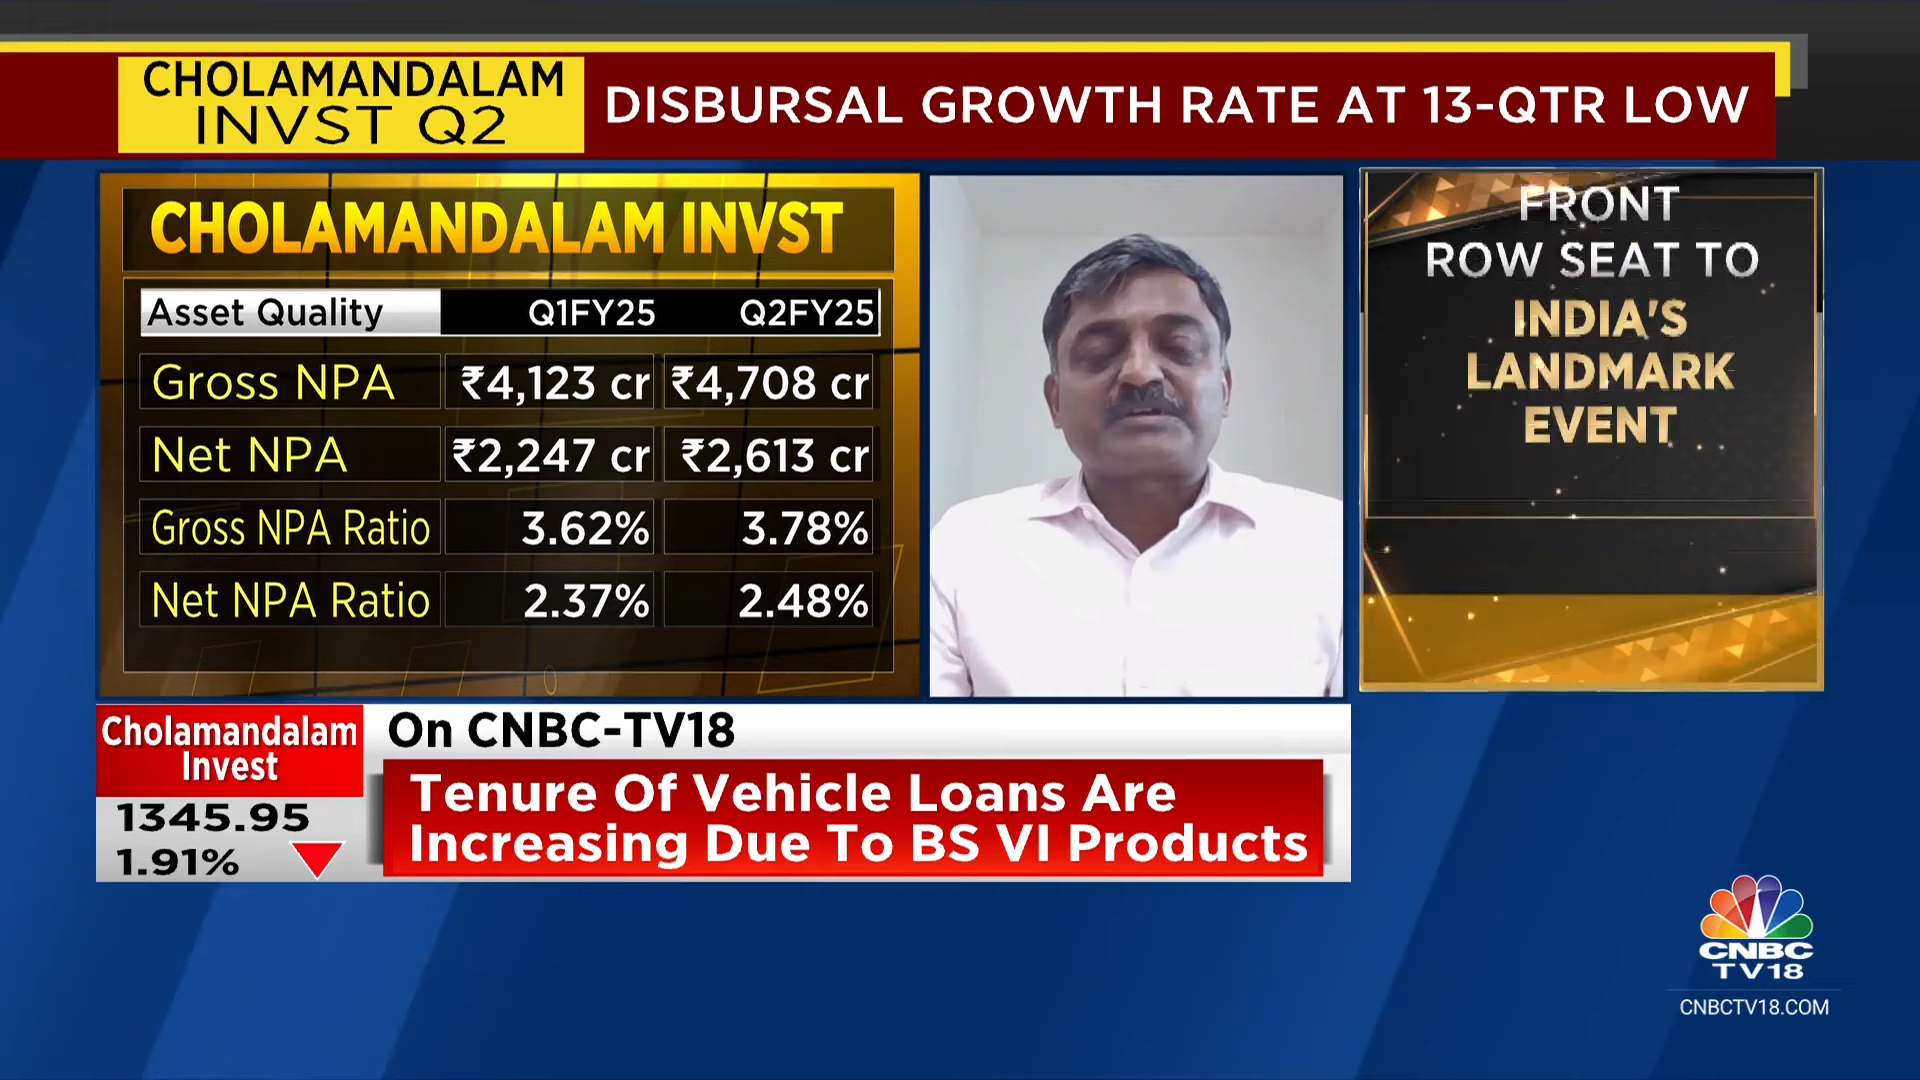 CHOLAMANDALAM
INVST Q2
DISBURSAL GROWTH RATE AT 13-QTR LOW
CHOLAMANDALAM INVST
Asset Quality Q1FY25 Q2FY25
Gross NPA ₹4,123 cr ₹4,708 cr
Net NPA ₹2,247 cr ₹2,613 cr
Gross NPA Ratio 3.62% 3.78%
Net NPA Ratio 2.37% 2.48%
FRONT
ROW SEAT TO
INDIA'S
LANDMARK
EVENT
Cholamandalam
Invest
1345.95
1.91%
On CNBC-TV18
Tenure Of Vehicle Loans Are
Increasing Due To BS VI Products
CNBC
TV18
CNBCTV18.COM